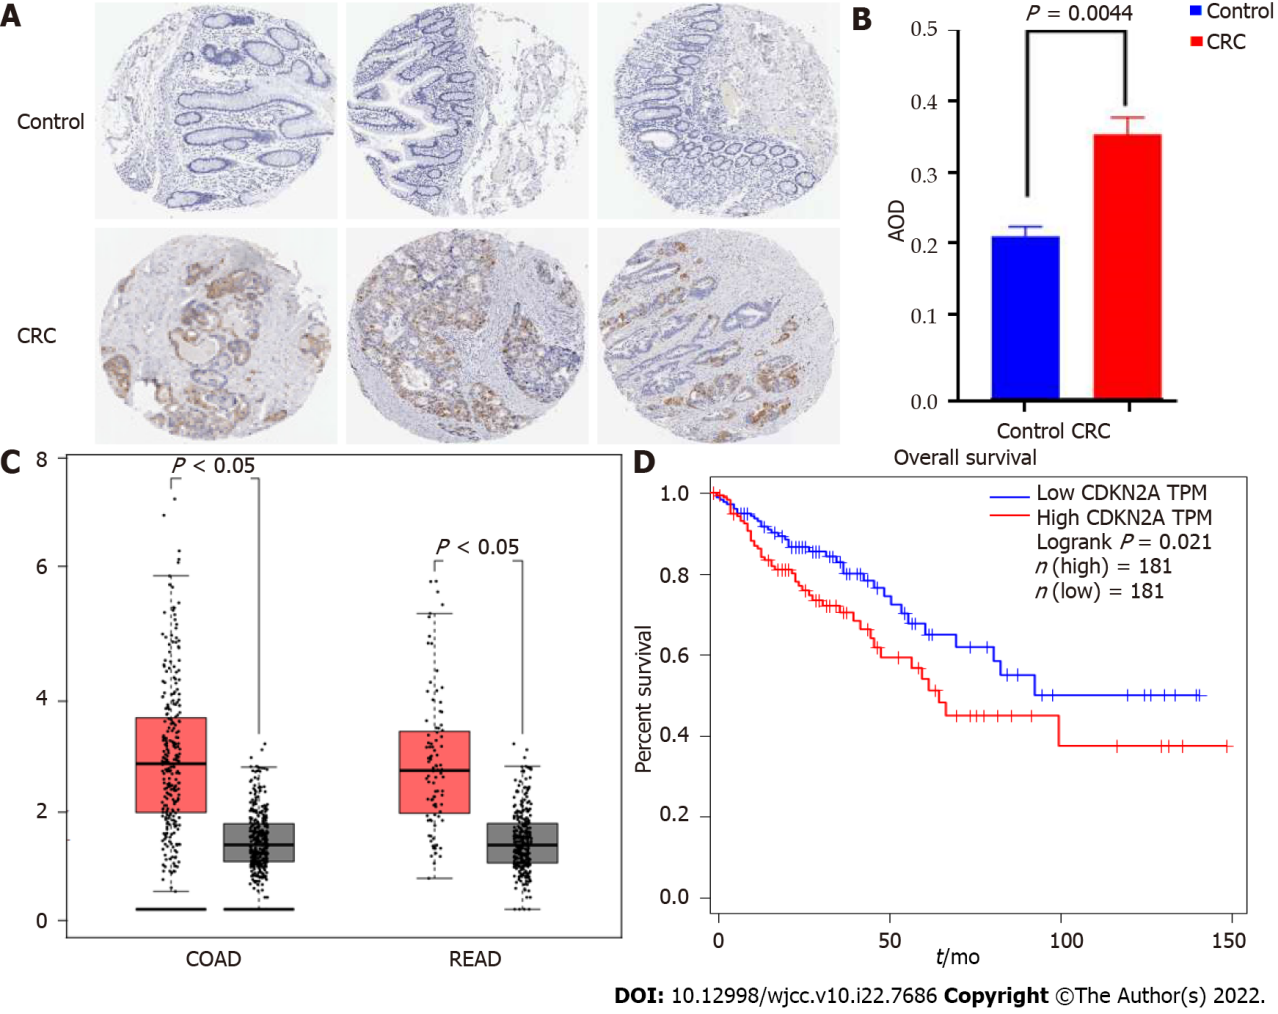 A
Control
CRC
B
P = 0.0044
Control
CRC
AOD
0.5
0.4
0.3
0.2
0.1
0.0
Control CRC
C
8
6
4
2
0
P < 0.05
P < 0.05
COAD
READ
D
Overall survival
Low CDKN2A TPM
High CDKN2A TPM
Logrank P = 0.021
n (high) = 181
n (low) = 181
Percent survival
1.0
0.8
0.6
0.4
0.2
0.0
0
50
100
150
t/mo
DOI: 10.12998/wjcc.v10.i22.7686 Copyright ©The Author(s) 2022.